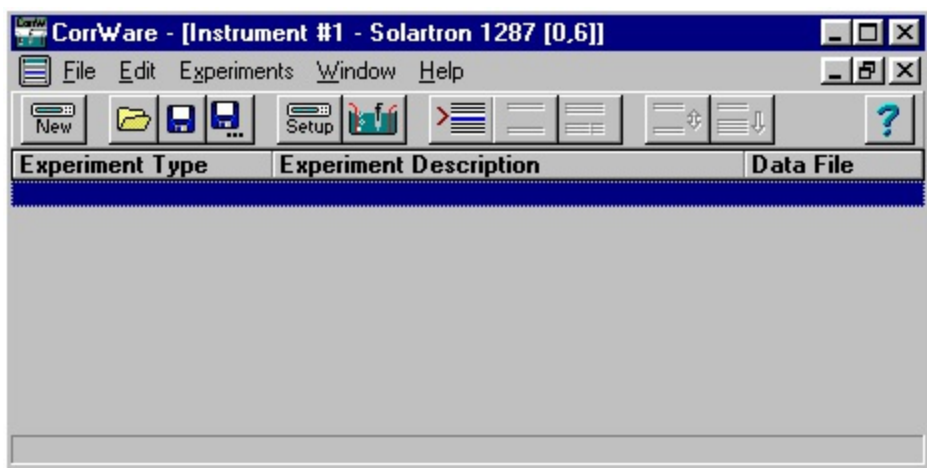 CorrWare - [Instrument #1 - Solartron 1287 [0,6]]
File Edit Experiments Window Help
New Setup ?
Experiment Type Experiment Description Data File